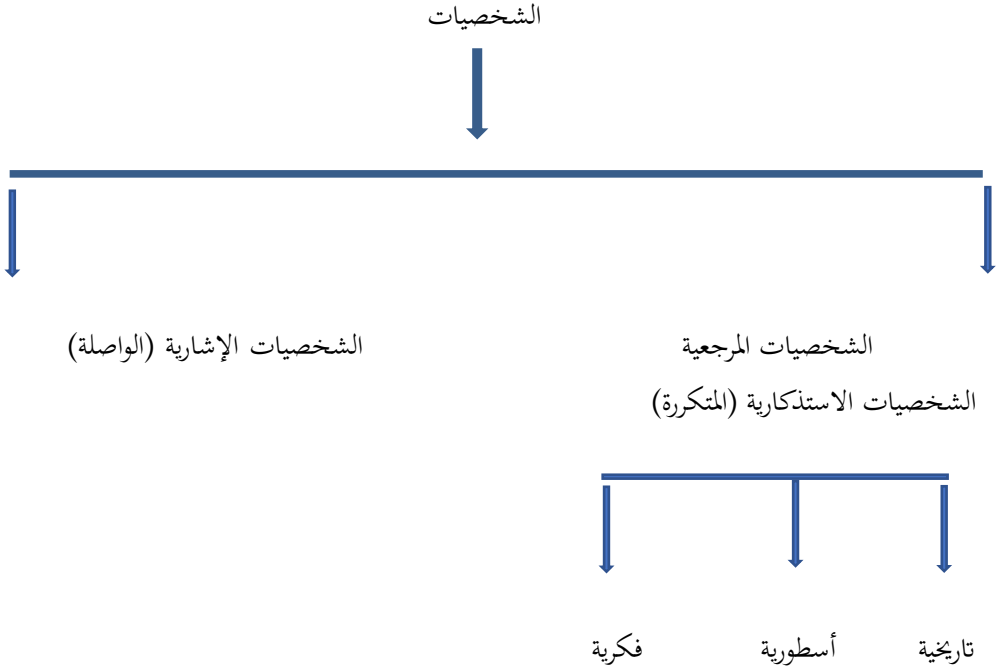 الشخصيات
الشخصيات المرجعية الشخصيات الإشارية (الواصلة)
الشخصيات الاستذكارية (المتكررة)
تاريخية أسطورية فكرية